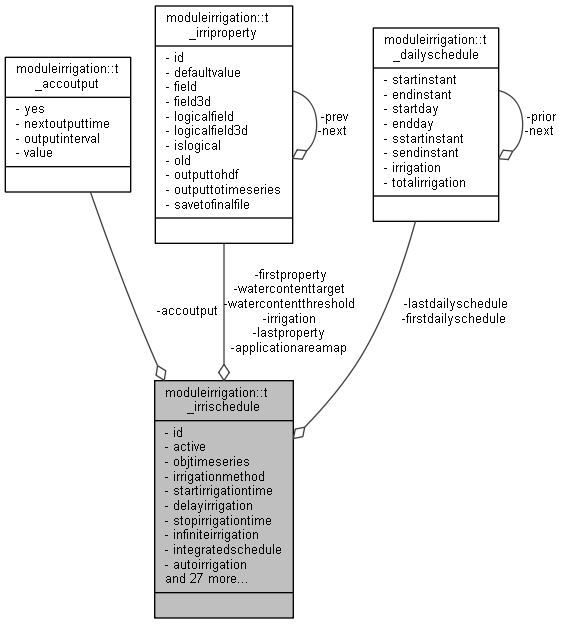 moduleirrigation::t
_accoutput
- yes
- nextoutputtime
- outputinterval
- value
moduleirrigation::t
_irriproperty
- id
- defaultvalue
- field
- field3d
- logicalfield
- logicalfield3d
- islogical
- old
- outputtohdf
- outputtotimeseries
- savetofinalfile
-prev
-next
moduleirrigation::t
_dailyschedule
- startinstant
- endinstant
- startday
- endday
- sstartinstant
- sendinstant
- irrigation
- totalirrigation
-prior
-next
-accoutput
-firstproperty
-watercontenttarget
-watercontentthreshold
-irrigation
-lastproperty
-applicationareamap
-lastdailyschedule
-firstdailyschedule
moduleirrigation::t
_irrischedule
- id
- active
- objtimeseries
- irrigationmethod
- startirrigationtime
- delayirrigation
- stopirrigationtime
- infiniteirrigation
- integratedschedule
- autoirrigation
and 27 more...